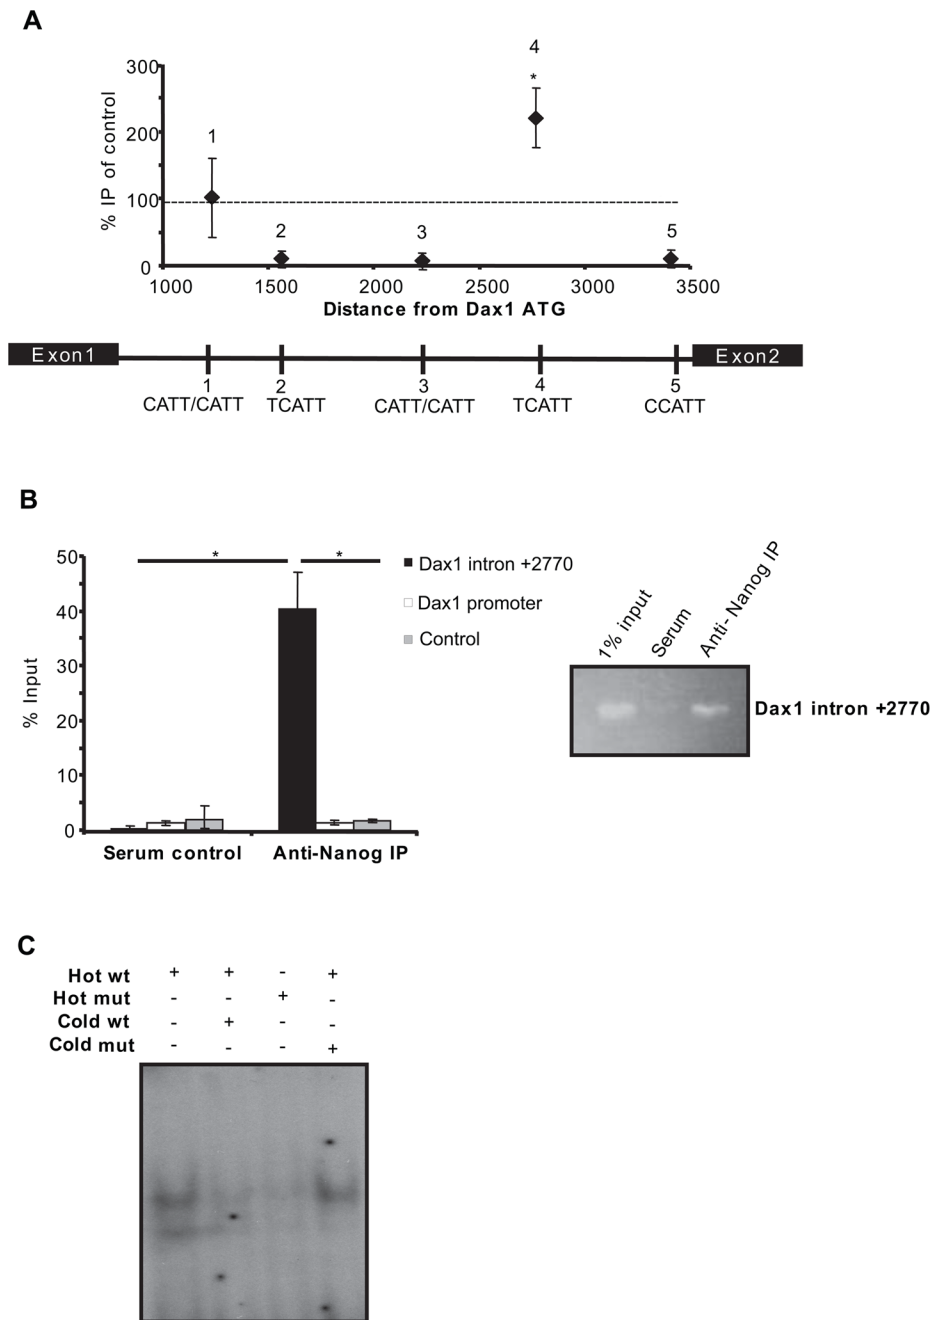 A
4
*
300
1
200
% IP of control
100
2
3
5
0
1000 1500 2000 2500 3000 3500
Distance from Dax1 ATG
Exon1
Exon2
1 2 3 4 5
CATT/CATT TCATT CATT/CATT TCATT CCATT
B
50
40
30
20
10
0
% Input
* *
Dax1 intron +2770
Dax1 promoter
Control
Serum control Anti-Nanog IP
1% input
Serum
Anti- Nanog IP
Dax1 intron +2770
C
Hot wt + + - +
Hot mut - - + -
Cold wt - + - -
Cold mut - - - +